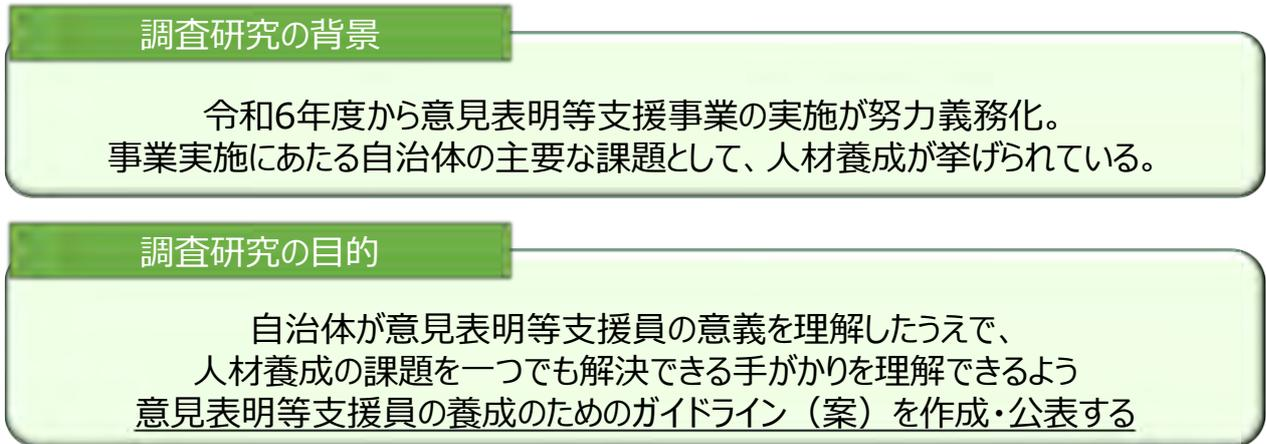 調査研究の背景
令和6年度から意見表明等支援事業の実施が努力義務化。
事業実施にあたる自治体の主要な課題として、人材養成が挙げられている。
調査研究の目的
自治体が意見表明等支援員の意義を理解したうえで、
人材養成の課題を一つでも解決できる手がかりを理解できるよう
意見表明等支援員の養成のためのガイドライン（案）を作成・公表する